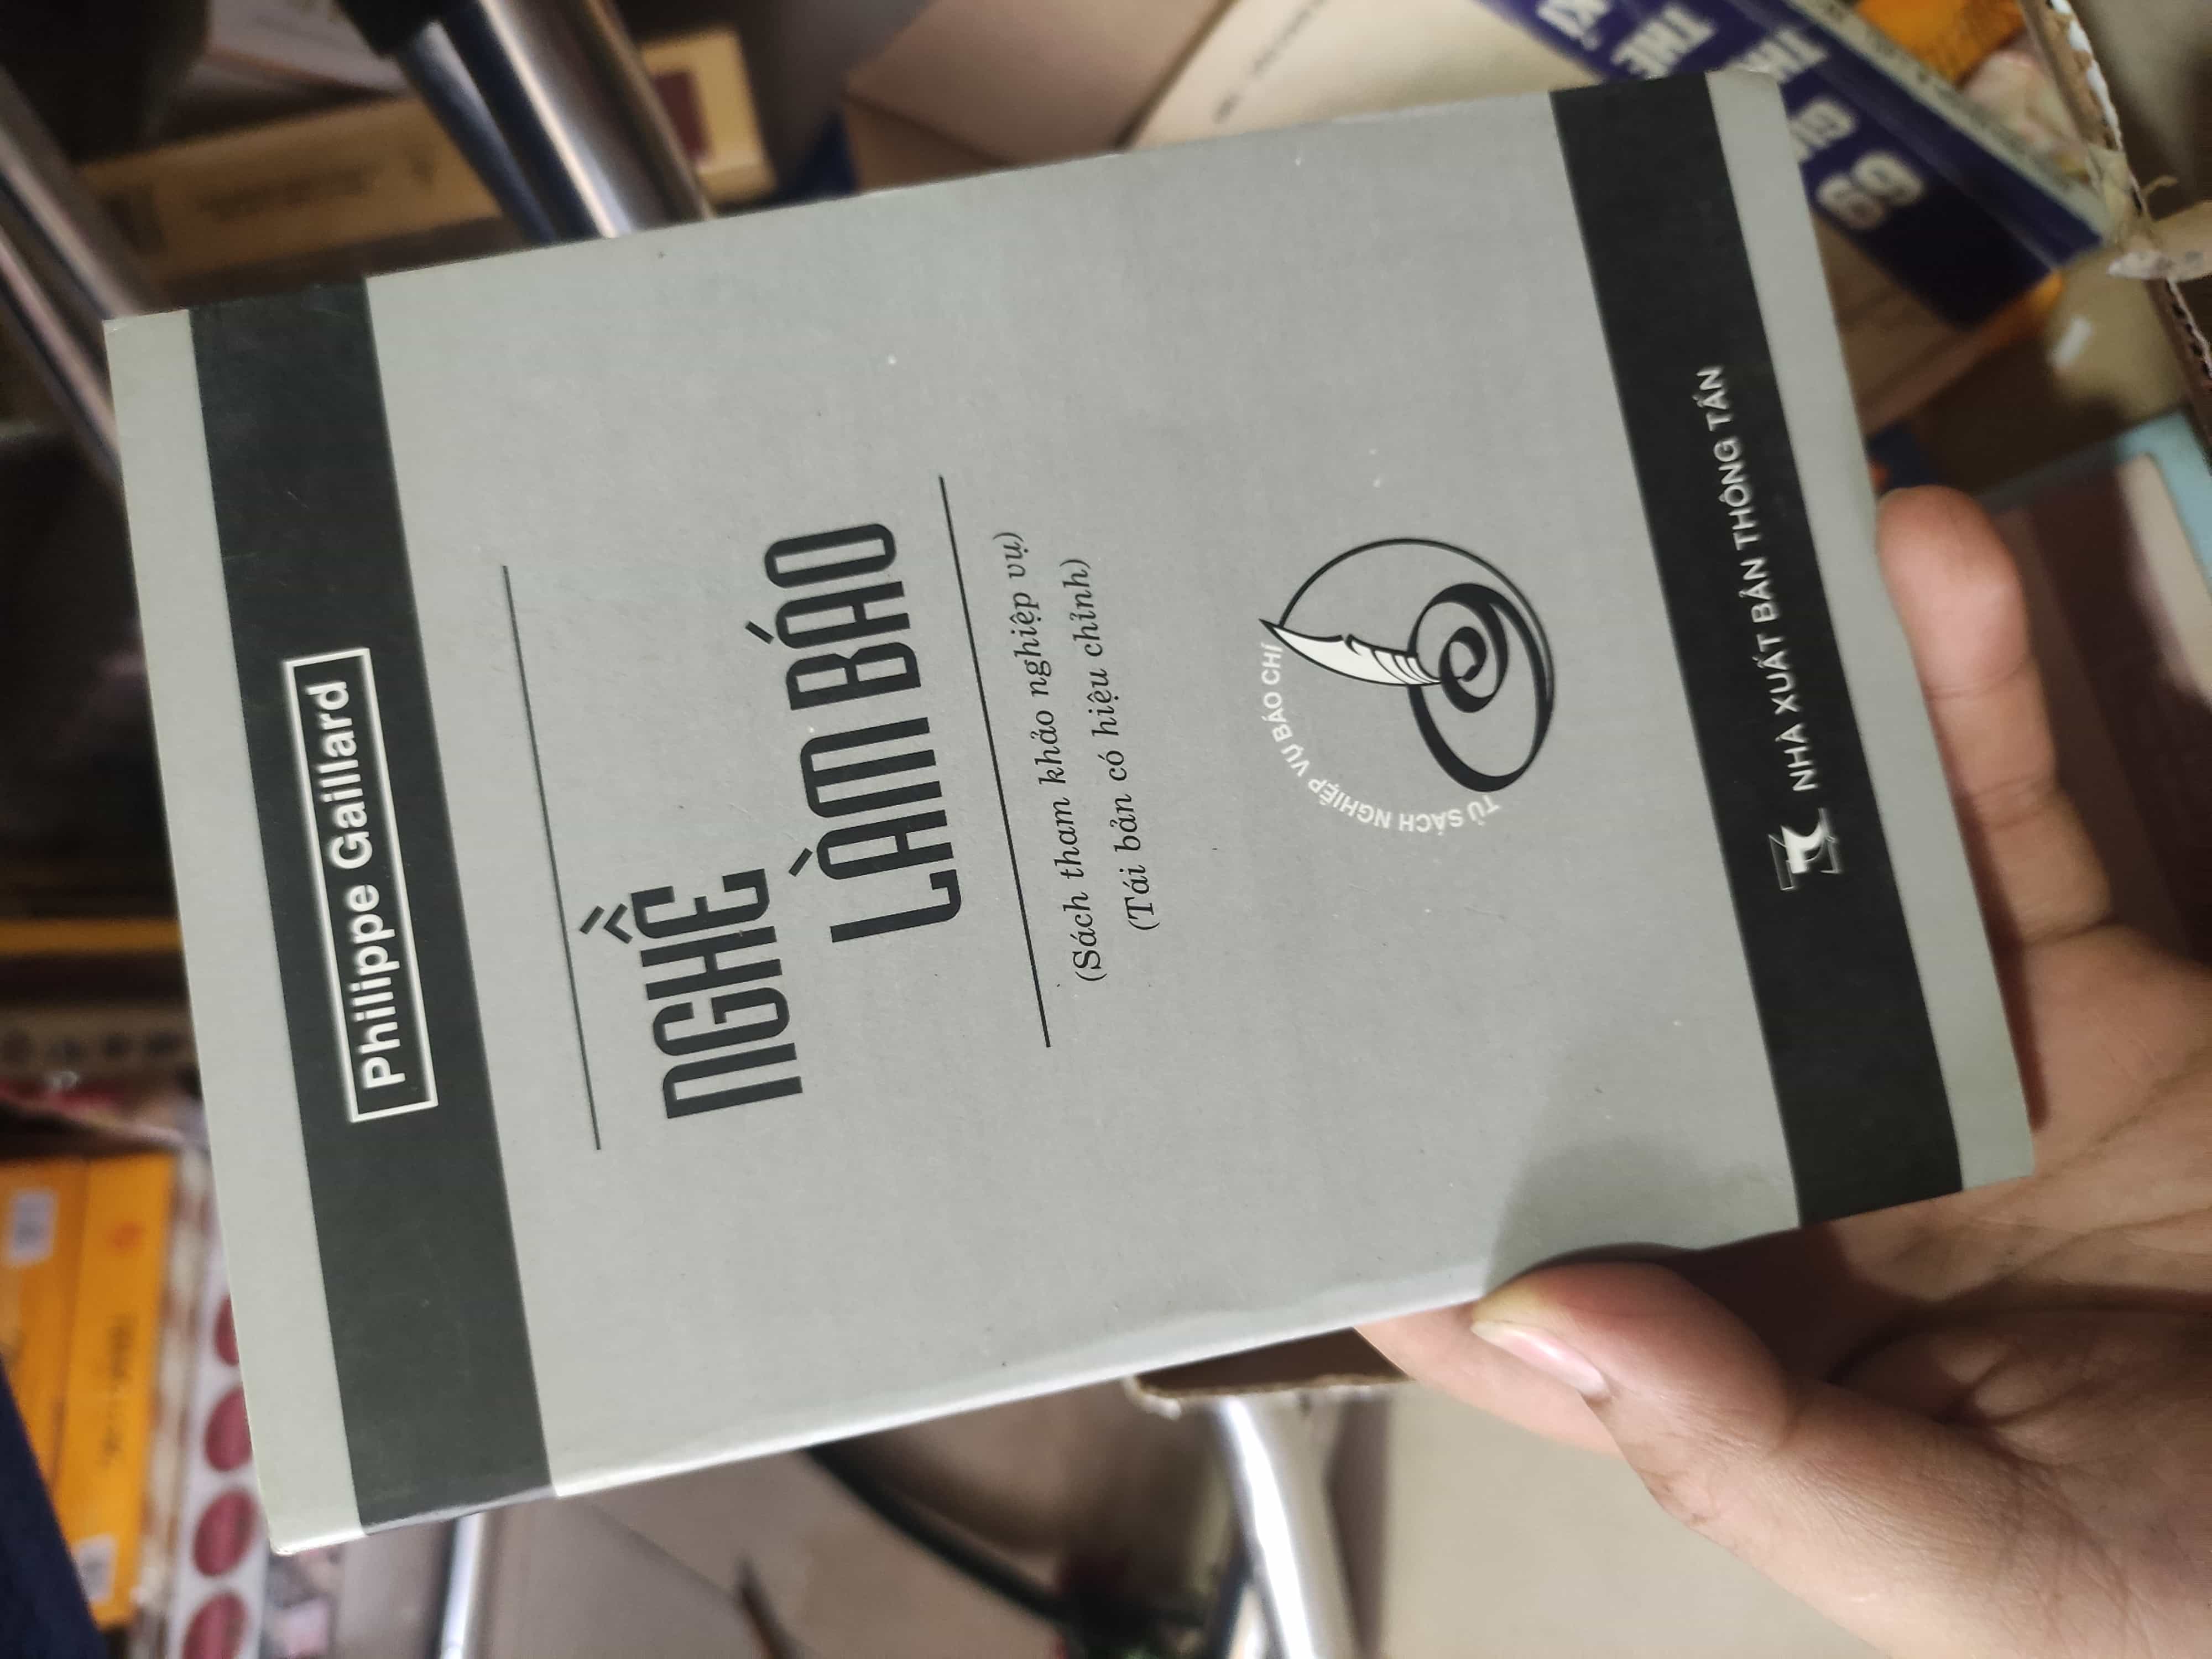 Philippe Gaillard
NGHỀ
LÀM BÁO
(Sách tham khảo nghiệp vụ)
(Tái bản có hiệu chỉnh)
TỦ SÁCH NGHIỆP VỤ BÁO CHÍ
NHÀ XUẤT BẢN THÔNG TẤN